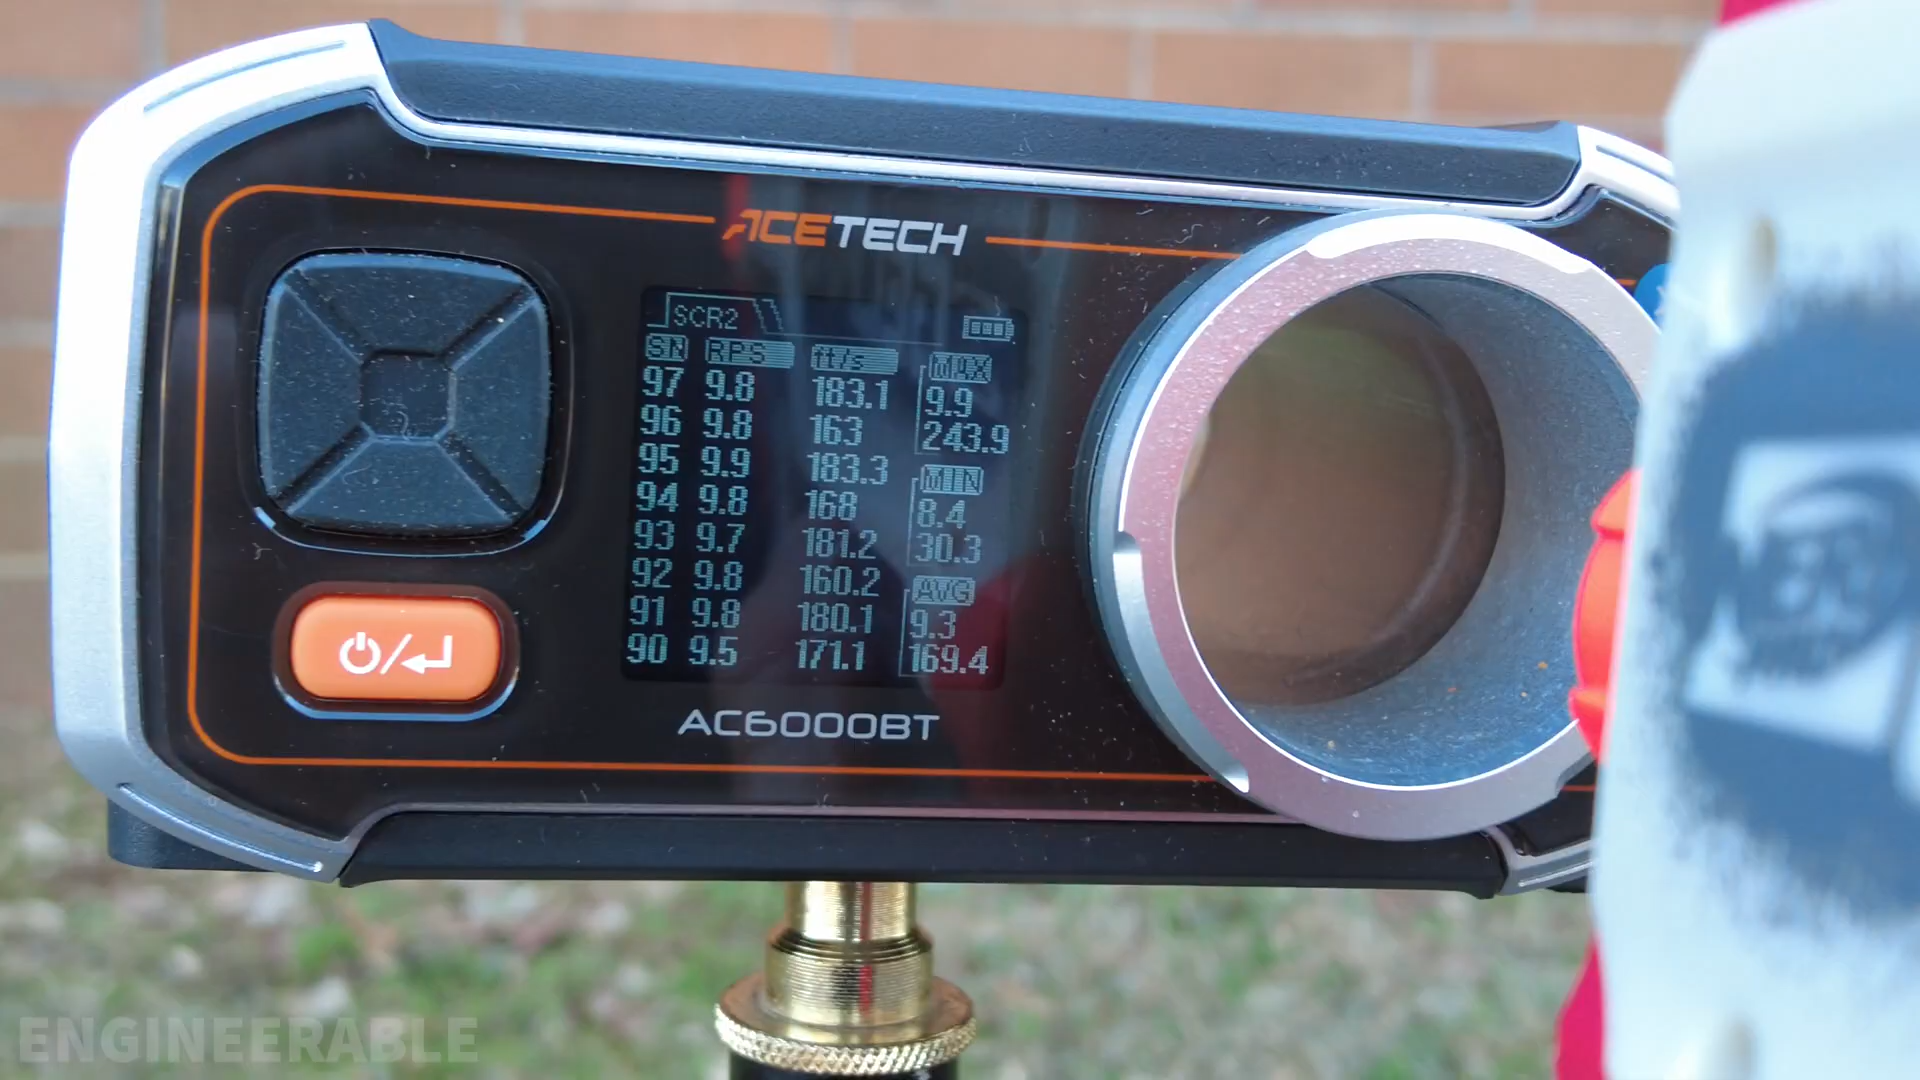 ACETECH
SCR2
SN RPS ft/s MAX
97 9.8 183.1 9.9
96 9.8 163 243.9
95 9.9 183.3 MIN
94 9.8 168 8.4
93 9.7 181.2 30.3
92 9.8 160.2 AVG
91 9.8 180.1 9.3
90 9.5 171.1 169.4
AC6000BT
ENGINEERABLE